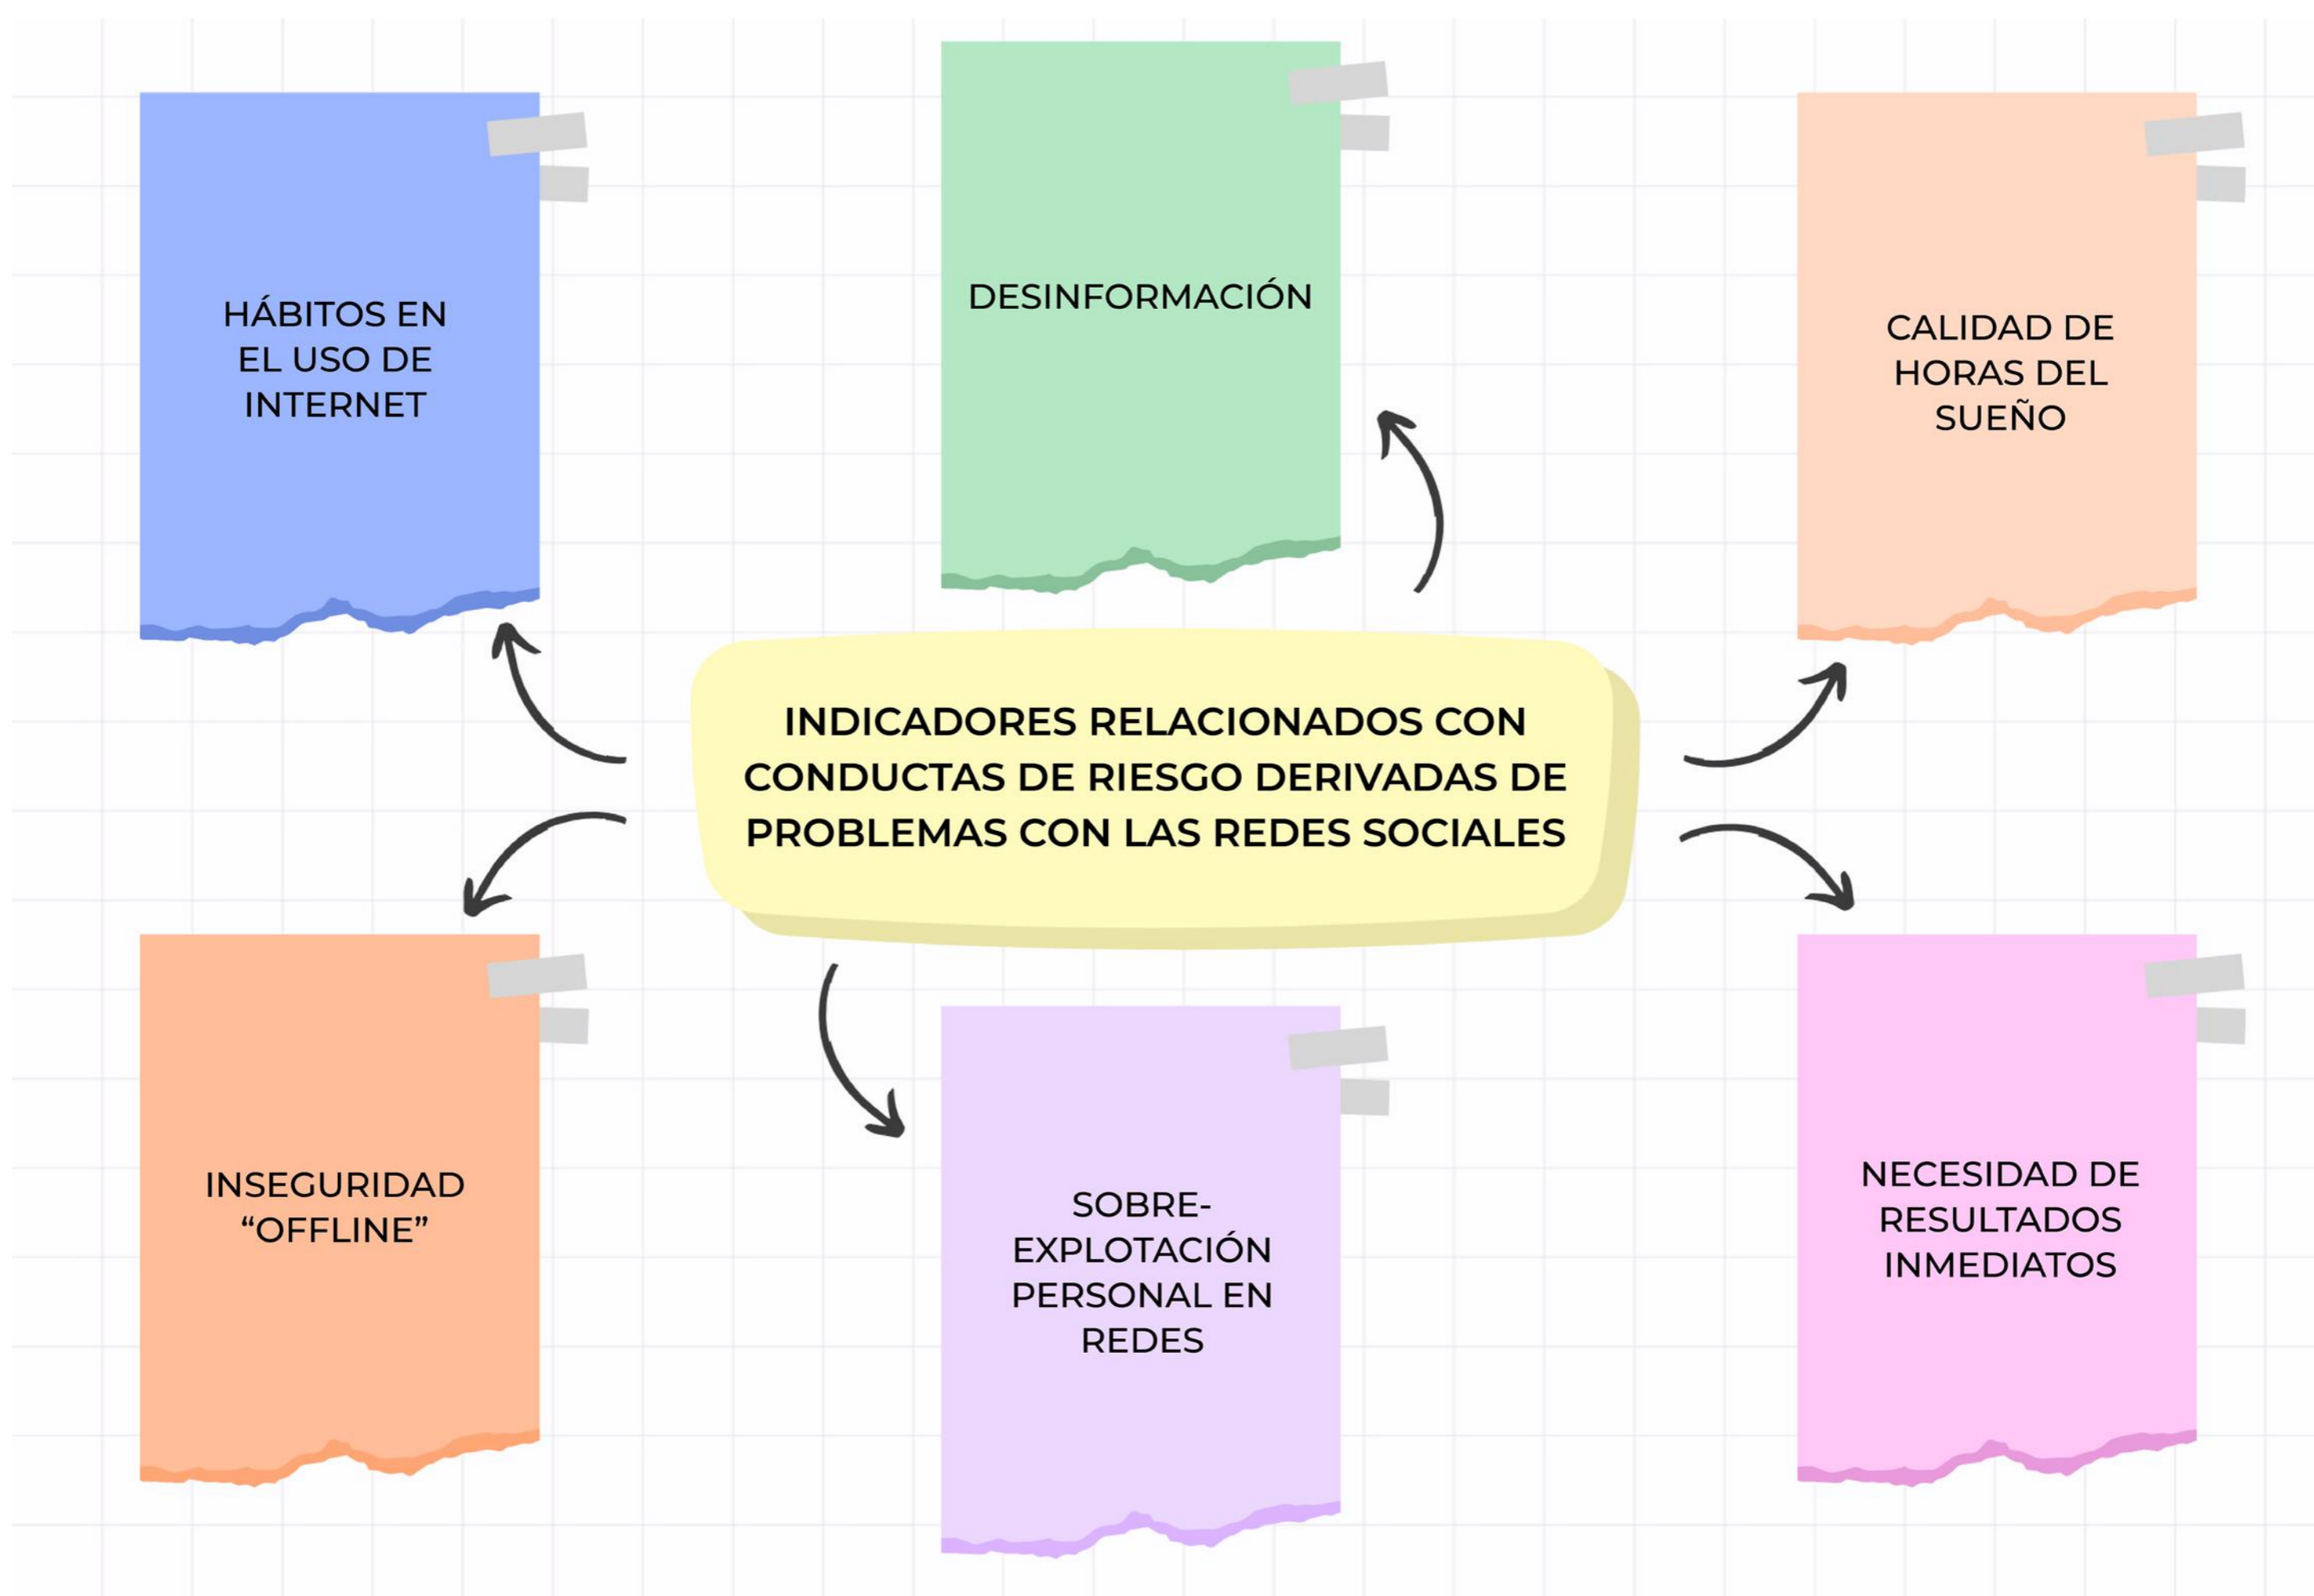 HÁBITOS EN
EL USO DE
INTERNET
DESINFORMACIÓN
CALIDAD DE
HORAS DEL
SUEÑO
INDICADORES RELACIONADOS CON
CONDUCTAS DE RIESGO DERIVADAS DE
PROBLEMAS CON LAS REDES SOCIALES
INSEGURIDAD
“OFFLINE”
SOBRE-
EXPLOTACIÓN
PERSONAL EN
REDES
NECESIDAD DE
RESULTADOS
INMEDIATOS